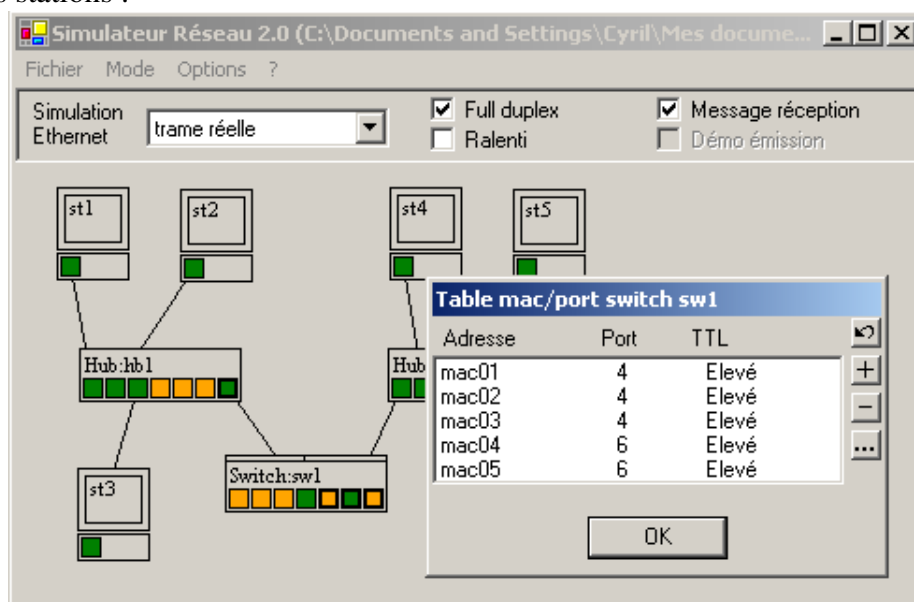 stations :
Simulateur Réseau 2.0 (C:\Documents and Settings\Cyril\Mes docume...
Fichier Mode Options ?
Simulation Ethernet
trame réelle
Full duplex
Ralenti
Message réception
Démo émission
st1
st2
st4
st5
Hub:hb1
Hub
st3
Switch:sw1
Table mac/port switch sw1
Adresse Port TTL
mac01 4 Elevé
mac02 4 Elevé
mac03 4 Elevé
mac04 6 Elevé
mac05 6 Elevé
OK